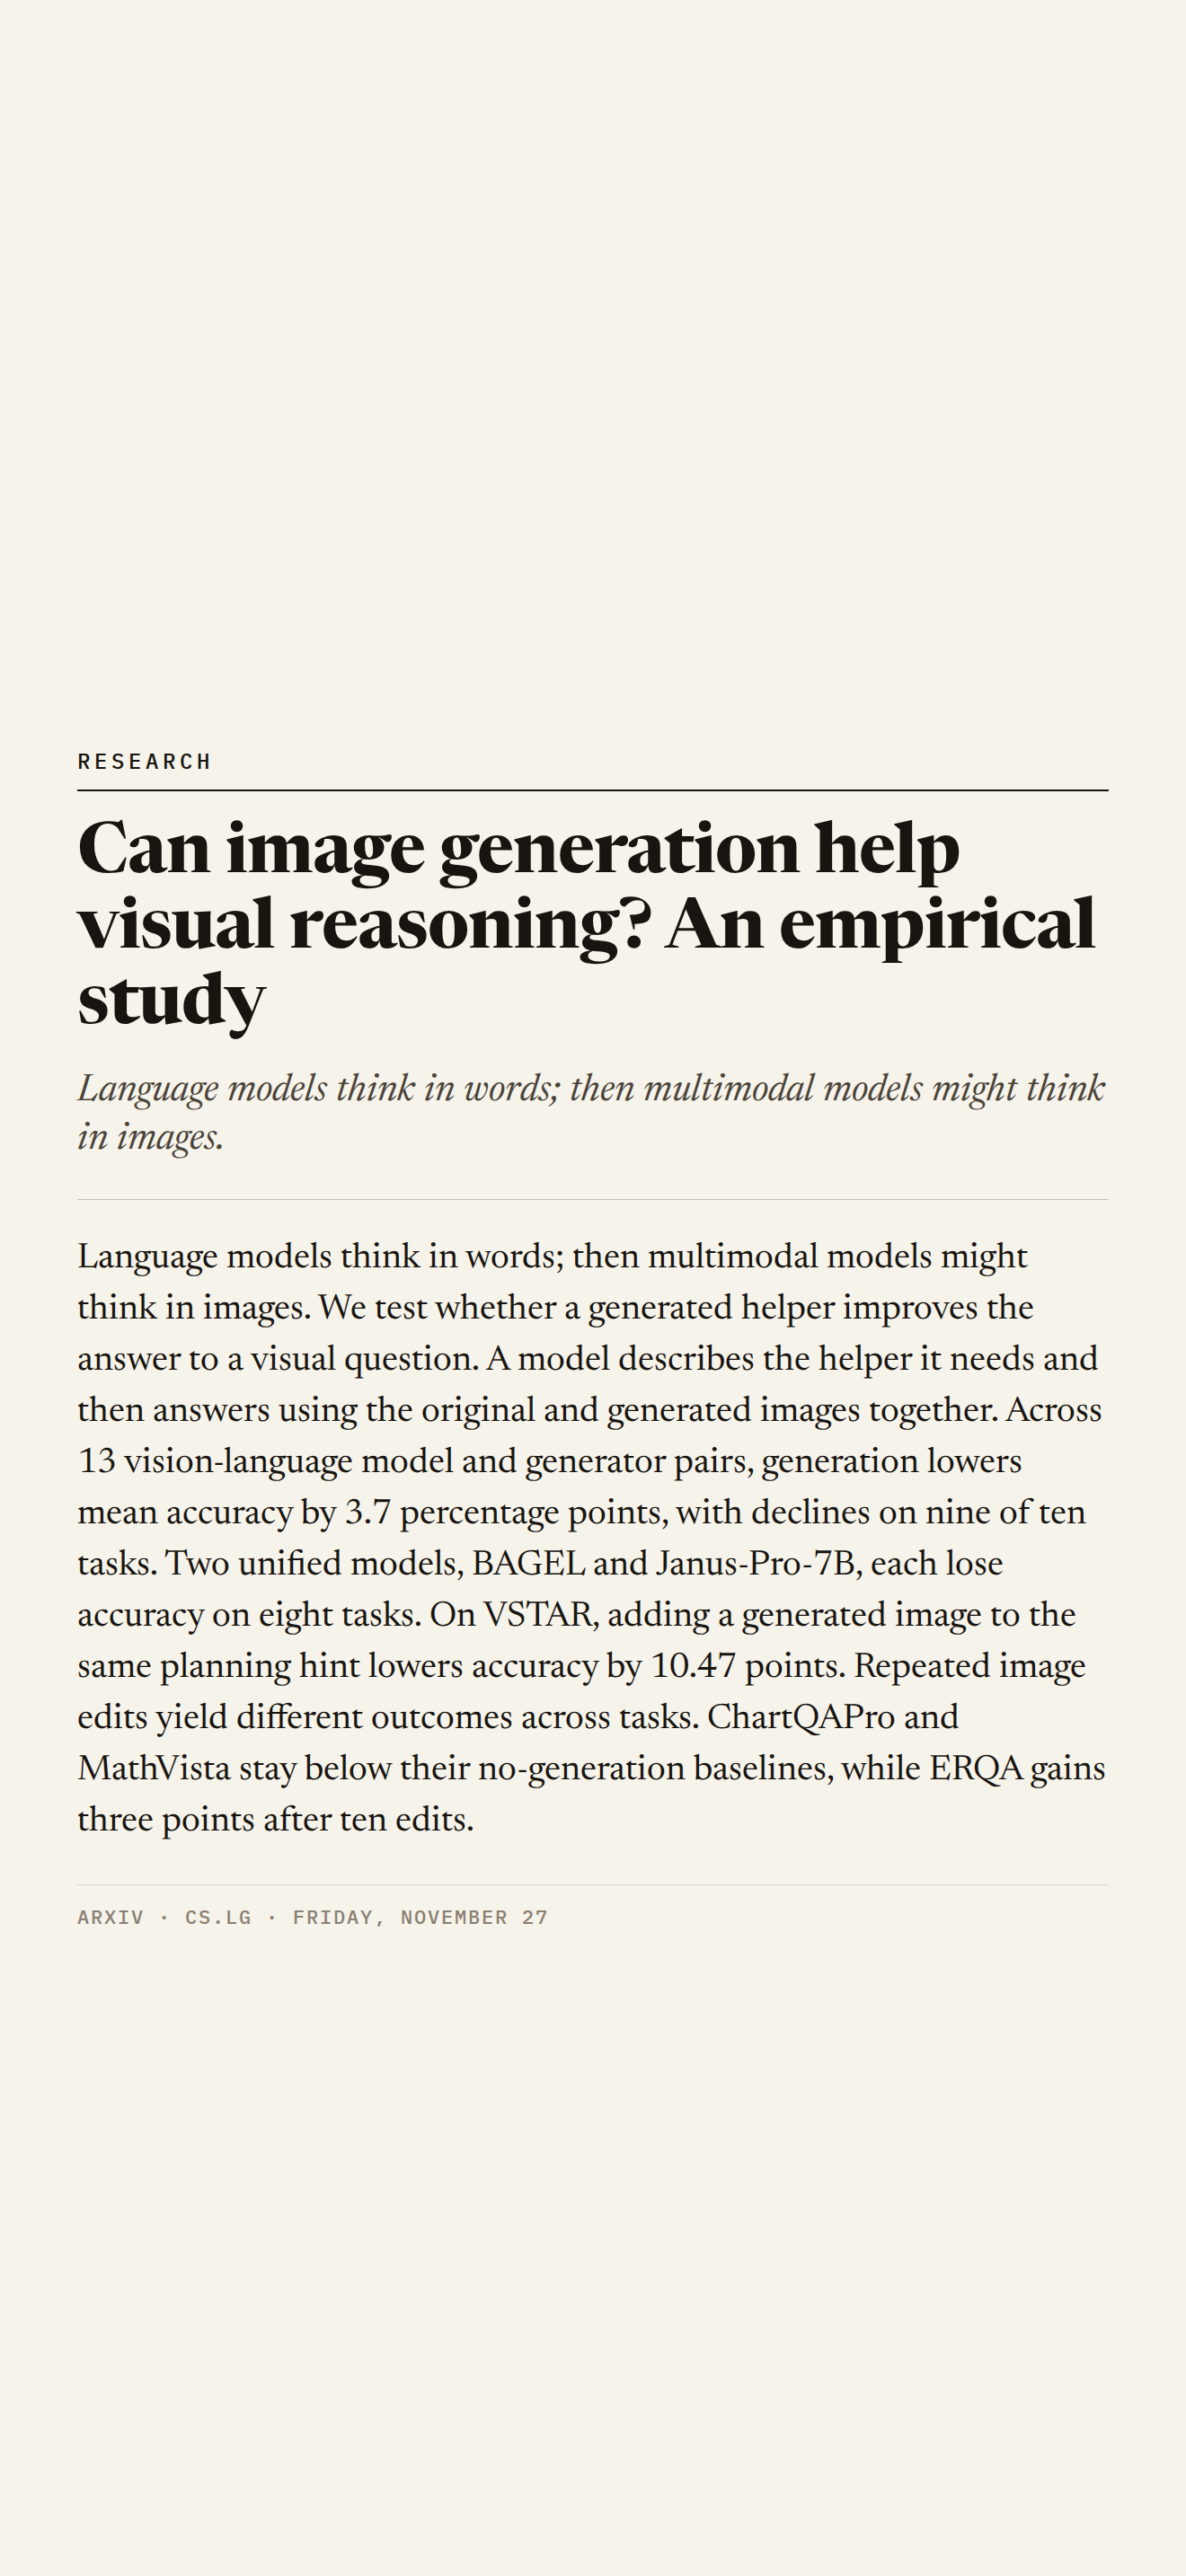 RESEARCH
Can image generation help
visual reasoning? An empirical
study
Language models think in words; then multimodal models might think
in images.
Language models think in words; then multimodal models might
think in images. We test whether a generated helper improves the
answer to a visual question. A model describes the helper it needs and
then answers using the original and generated images together. Across
13 vision-language model and generator pairs, generation lowers
mean accuracy by 3.7 percentage points, with declines on nine of ten
tasks. Two unified models, BAGEL and Janus-Pro-7B, each lose
accuracy on eight tasks. On VSTAR, adding a generated image to the
same planning hint lowers accuracy by 10.47 points. Repeated image
edits yield different outcomes across tasks. ChartQAPro and
MathVista stay below their no-generation baselines, while ERQA gains
three points after ten edits.
ARXIV · CS.LG · FRIDAY, NOVEMBER 27